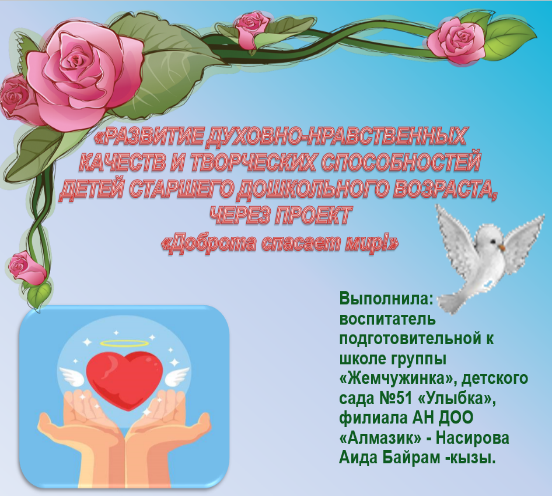 «РАЗВИТИЕ ДУХОВНО-НРАВСТВЕННЫХ
КАЧЕСТВ И ТВОРЧЕСКИХ СПОСОБНОСТЕЙ
ДЕТЕЙ СТАРШЕГО ДОШКОЛЬНОГО ВОЗРАСТА,
ЧЕРЕЗ ПРОЕКТ
«Доброта спасает мир!»
Выполнила:
воспитатель
подготовительной к
школе группы
«Жемчужинка», детского
сада №51 «Улыбка»,
филиала АН ДОО
«Алмазик» - Насирова
Аида Байрам -кызы.